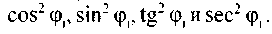 cos² φ₁, sin² φ₁, tg² φ₁ и sec² φ₁.